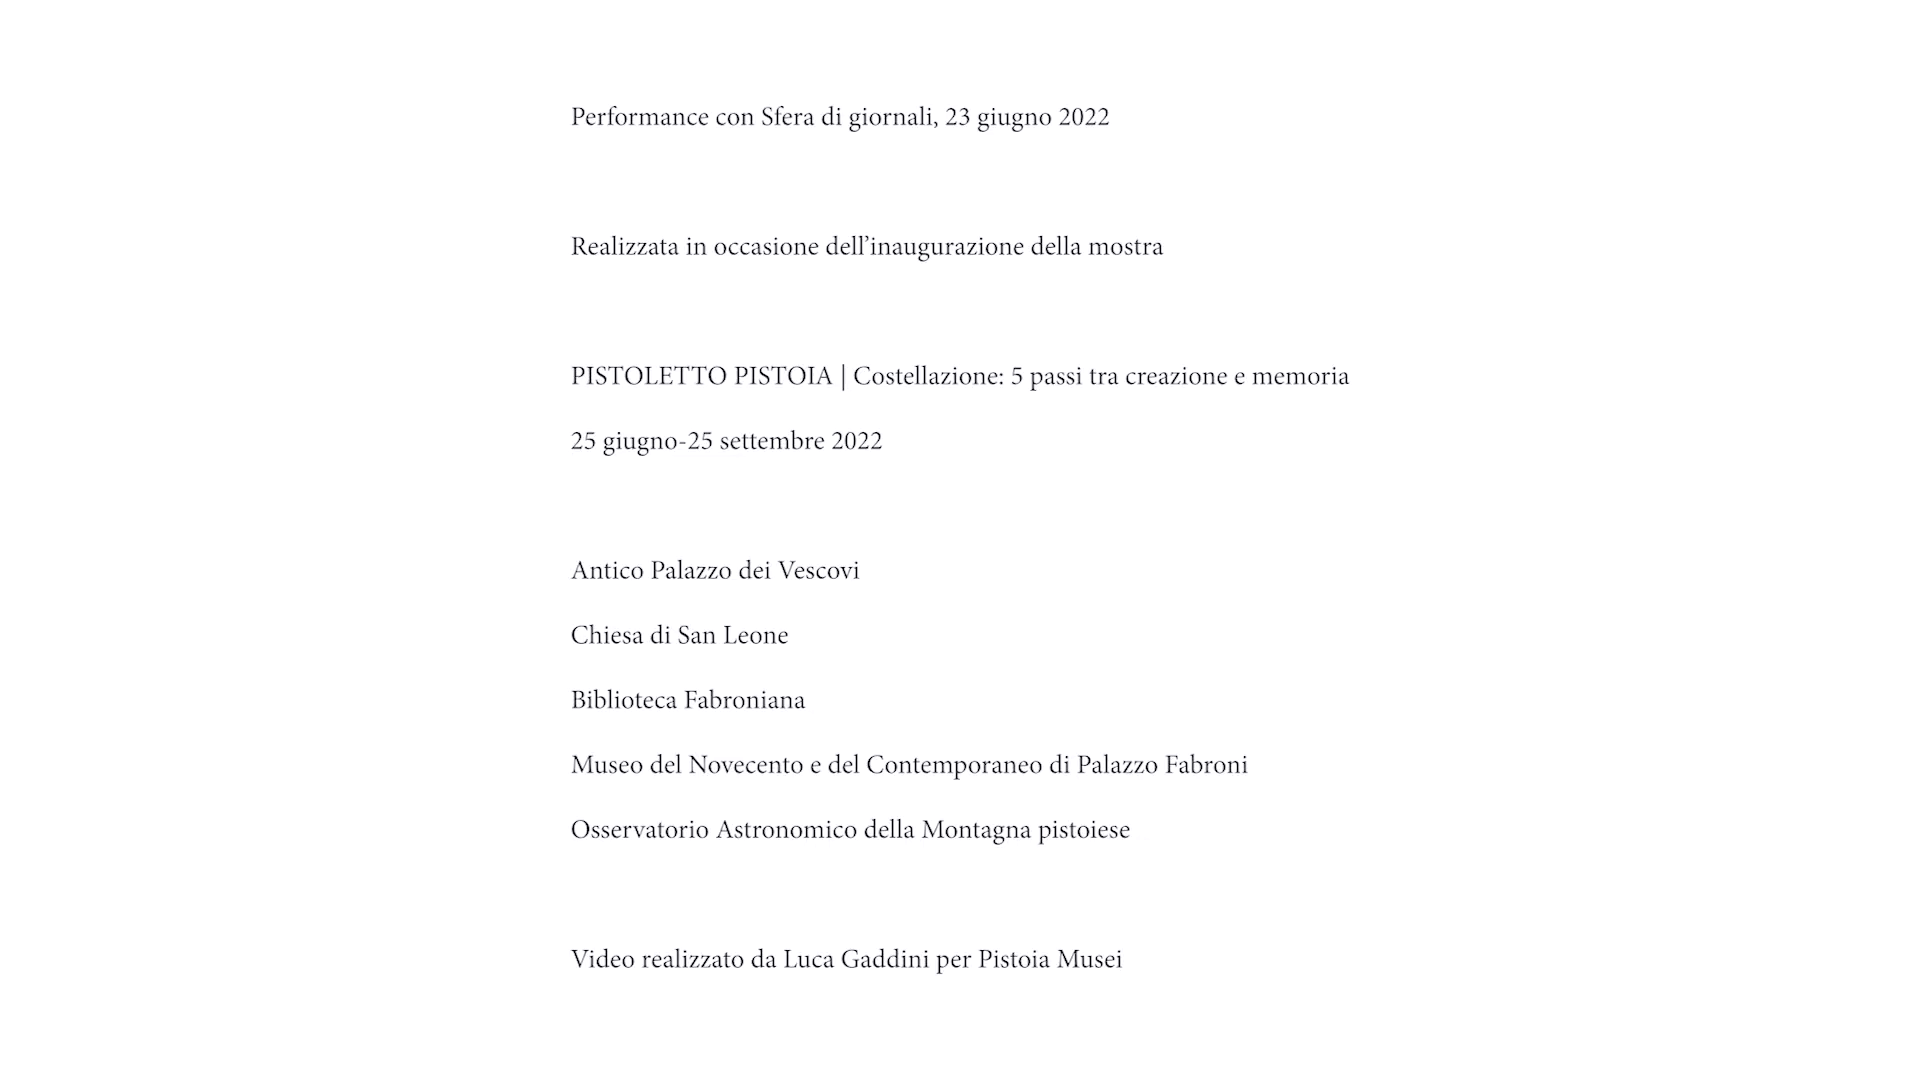 Performance con Sfera di giornali, 23 giugno 2022
Realizzata in occasione dell’inaugurazione della mostra
PISTOLETTO PISTOIA | Costellazione: 5 passi tra creazione e memoria
25 giugno-25 settembre 2022
Antico Palazzo dei Vescovi
Chiesa di San Leone
Biblioteca Fabroniana
Museo del Novecento e del Contemporaneo di Palazzo Fabroni
Osservatorio Astronomico della Montagna pistoiese
Video realizzato da Luca Gaddini per Pistoia Musei